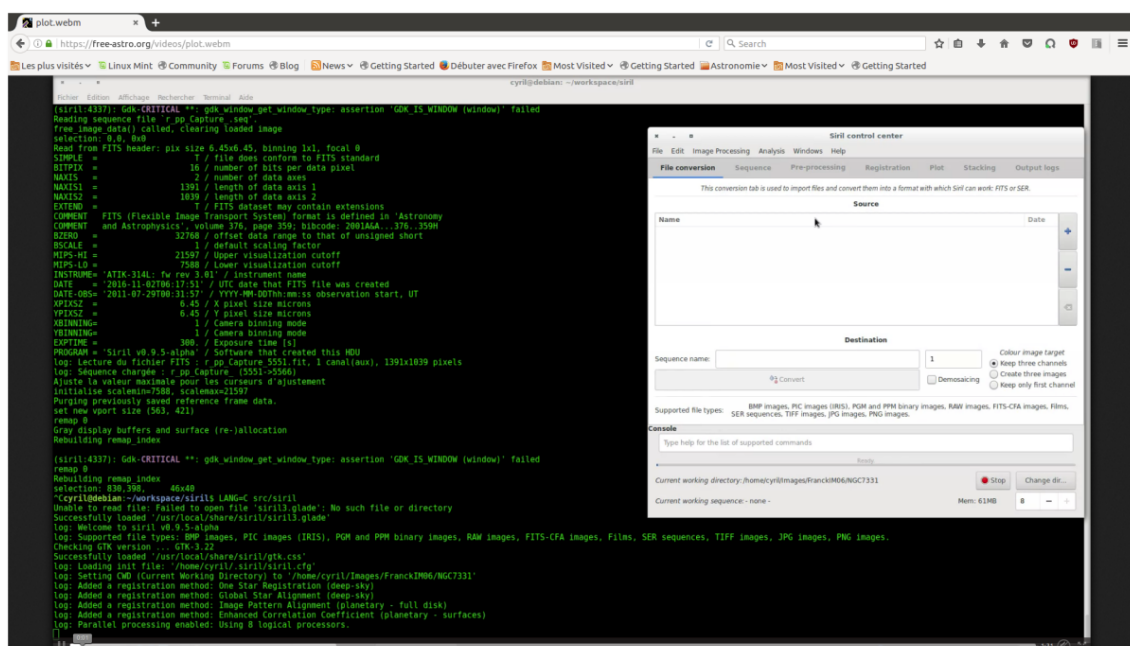 plot.webm
https://free-astro.org/videos/plot.webm
Search
Les plus visités Linux Mint Community Forums Blog News Getting Started Débuter avec Firefox Most Visited Getting Started Astronomie Most Visited Getting Started
cyril@debian: ~/workspace/siril
Fichier Edition Affichage Rechercher Terminal Aide
(siril:4337): Gdk-CRITICAL **: gdk_window_get_window_type: assertion 'GDK_IS_WINDOW (window)' failed
Reading sequence file `r_pp_Capture_.seq'.
free_image_data() called, clearing loaded image
selection: 0,0, 0x0
Read from FITS header: pix size 6.45x6.45, binning 1x1, focal 0
SIMPLE = T / file does conform to FITS standard
BITPIX = 16 / number of bits per data pixel
NAXIS = 2 / number of data axes
NAXIS1 = 1391 / length of data axis 1
NAXIS2 = 1039 / length of data axis 2
EXTEND = T / FITS dataset may contain extensions
COMMENT FITS (Flexible Image Transport System) format is defined in 'Astronomy
COMMENT and Astrophysics', volume 376, page 359; bibcode: 2001A&A...376..359H
BZERO = 32768 / offset data range to that of unsigned short
BSCALE = 1 / default scaling factor
MIPS-HI = 21597 / Upper visualization cutoff
MIPS-LO = 7588 / Lower visualization cutoff
INSTRUME= 'ATIK-314L: fw rev 3.01' / instrument name
DATE = '2016-11-02T06:17:51' / UTC date that FITS file was created
DATE-OBS= '2011-07-29T00:31:57' / YYYY-MM-DDThh:mm:ss observation start, UT
XPIXSZ = 6.45 / X pixel size microns
YPIXSZ = 6.45 / Y pixel size microns
XBINNING= 1 / Camera binning mode
YBINNING= 1 / Camera binning mode
EXPTIME = 300. / Exposure time [s]
PROGRAM = 'Siril v0.9.5-alpha' / Software that created this HDU
log: Lecture du fichier FITS : r_pp_Capture_5551.fit, 1 canal(aux), 1391x1039 pixels
log: Séquence chargée : r_pp_Capture_ (5551->5566)
Ajuste la valeur maximale pour les curseurs d'ajustement
initialise scalemin=7588, scalemax=21597
Purging previously saved reference frame data.
set new vport size (563, 421)
remap 0
Gray display buffers and surface (re-)allocation
Rebuilding remap_index
(siril:4337): Gdk-CRITICAL **: gdk_window_get_window_type: assertion 'GDK_IS_WINDOW (window)' failed
remap 0
Rebuilding remap_index
selection: 830,398, 46x40
^Ccyril@debian:~/workspace/siril$ LANG=C src/siril
Unable to read file: Failed to open file 'siril3.glade': No such file or directory
Successfully loaded '/usr/local/share/siril/siril3.glade'
log: Welcome to siril v0.9.5-alpha
log: Supported file types: BMP images, PIC images (IRIS), PGM and PPM binary images, RAW images, FITS-CFA images, Films, SER sequences, TIFF images, JPG images, PNG images.
Checking GTK version ... GTK-3.22
Successfully loaded '/usr/local/share/siril/gtk.css'
log: Loading init file: '/home/cyril/.siril/siril.cfg'
log: Setting CWD (Current Working Directory) to '/home/cyril/Images/FranckIM06/NGC7331'
log: Added a registration method: One Star Registration (deep-sky)
log: Added a registration method: Global Star Alignment (deep-sky)
log: Added a registration method: Image Pattern Alignment (planetary - full disk)
log: Added a registration method: Enhanced Correlation Coefficient (planetary - surfaces)
log: Parallel processing enabled: Using 8 logical processors.
Siril control center
File Edit Image Processing Analysis Windows Help
File conversion Sequence Pre-processing Registration Plot Stacking Output logs
This conversion tab is used to import files and convert them into a format with which Siril can work: FITS or SER.
Source
Name Date
Destination
Sequence name: 1
Colour image target
Keep three channels
Convert Demosaicing Create three images
Keep only first channel
Supported file types: BMP images, PIC images (IRIS), PGM and PPM binary images, RAW images, FITS-CFA images, Films,
SER sequences, TIFF images, JPG images, PNG images.
Console
Type help for the list of supported commands
Ready
Current working directory: /home/cyril/Images/FranckIM06/NGC7331 Stop Change dir...
Current working sequence: - none - Mem: 61MB 8